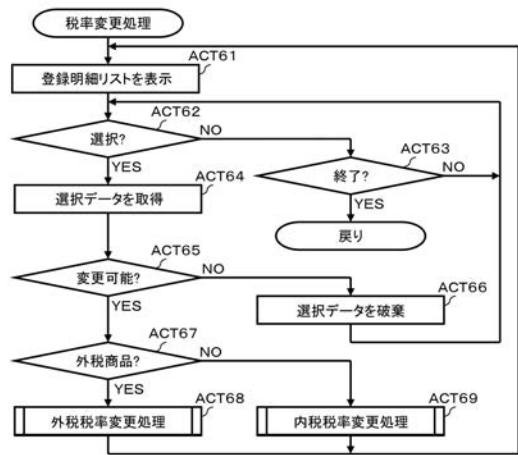 税率変更処理
ACT61
登録明細リストを表示
ACT62
選択?
NO
YES
ACT63
終了?
NO
YES
戻り
ACT64
選択データを取得
ACT65
変更可能?
NO
YES
ACT66
選択データを破棄
ACT67
外税商品?
NO
YES
ACT68
外税税率変更処理
ACT69
内税税率変更処理